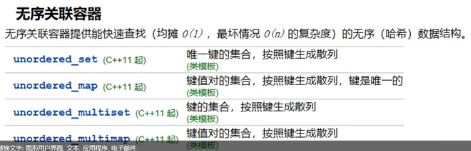 无序关联容器
无序关联容器提供能快速查找（均摊 O(1)，最坏情况 O(n) 的复杂度）的无序（哈希）数据结构。
unordered_set (C++11 起) 唯一键的集合，按照键生成散列
(类模板)
unordered_map (C++11 起) 键值对的集合，按照键生成散列，键是唯一的
(类模板)
unordered_multiset (C++11 起) 键的集合，按照键生成散列
(类模板)
unordered_multimap (C++11 起) 键值对的集合，按照键生成散列
(类模板)
替换文字: 图形用户界面, 文本, 应用程序, 电子邮件